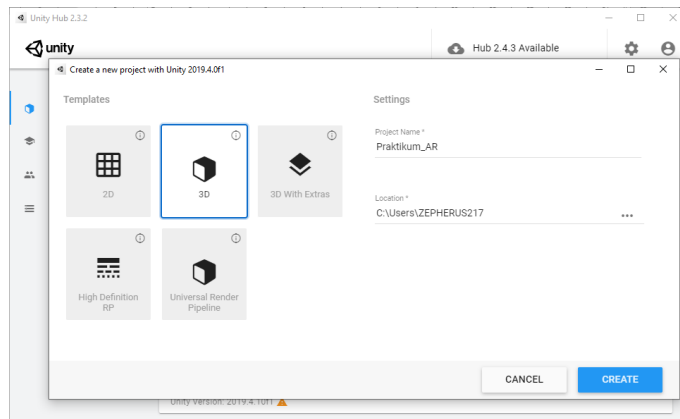 Unity Hub 2.3.2
unity
Hub 2.4.3 Available
Create a new project with Unity 2019.4.0f1
Templates
Settings
2D
3D
3D With Extras
High Definition RP
Universal Render Pipeline
Project Name *
Praktikum_AR
Location *
C:\Users\ZEPHERUS217
...
CANCEL
CREATE
Unity Version: 2019.4.10f1